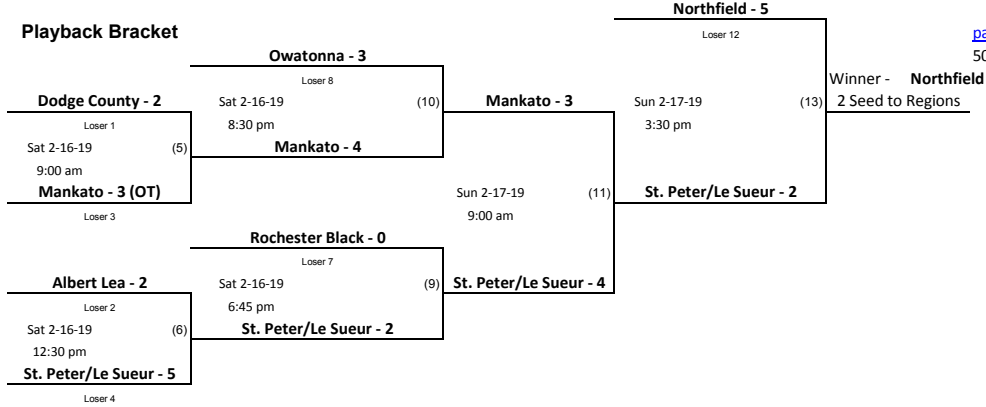 Northfield - 5
Playback Bracket
Loser 12
pa
Owatonna - 3
50
Loser 8
Winner - Northfield
Dodge County - 2
Sat 2-16-19 (10)
Mankato - 3
Sun 2-17-19 (13)
2 Seed to Regions
Loser 1
8:30 pm
3:30 pm
Sat 2-16-19 (5)
Mankato - 4
9:00 am
Mankato - 3 (OT)
Sun 2-17-19 (11)
St. Peter/Le Sueur - 2
Loser 3
9:00 am
Rochester Black - 0
Loser 7
Albert Lea - 2
Sat 2-16-19 (9)
St. Peter/Le Sueur - 4
Loser 2
6:45 pm
Sat 2-16-19 (6)
St. Peter/Le Sueur - 2
12:30 pm
St. Peter/Le Sueur - 5
Loser 4